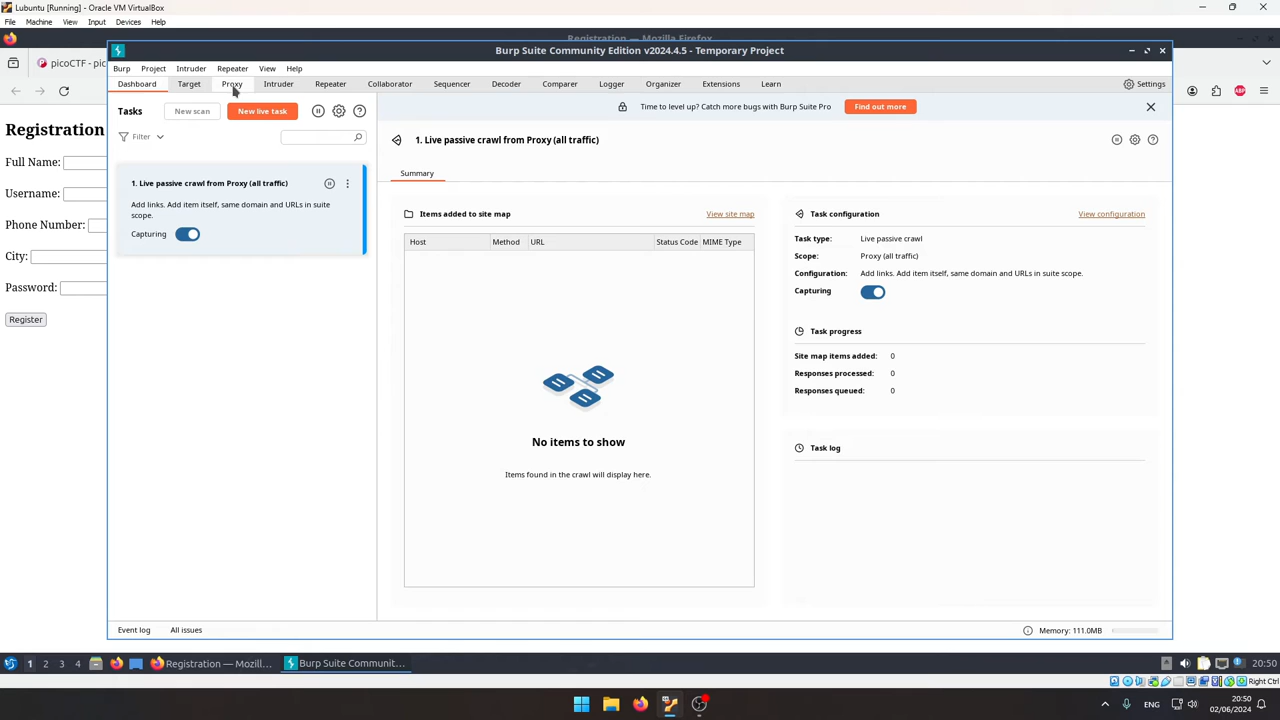 Lubuntu [Running] - Oracle VM VirtualBox
File Machine View Input Devices Help
Registration — Mozilla Firefox
Burp Suite Community Edition v2024.4.5 - Temporary Project
picoCTF - pic
Burp Project Intruder Repeater View Help
Dashboard Target Proxy Intruder Repeater Collaborator Sequencer Decoder Comparer Logger Organizer Extensions Learn Settings
Tasks New scan New live task
Time to level up? Catch more bugs with Burp Suite Pro Find out more
Filter
Registration
Full Name:
Username:
Phone Number:
City:
Password:
Register
1. Live passive crawl from Proxy (all traffic)
Add links. Add item itself, same domain and URLs in suite
scope.
Capturing
1. Live passive crawl from Proxy (all traffic)
Summary
Items added to site map View site map
Host Method URL Status Code MIME Type
No items to show
Items found in the crawl will display here.
Task configuration View configuration
Task type: Live passive crawl
Scope: Proxy (all traffic)
Configuration: Add links. Add item itself, same domain and URLs in suite scope.
Capturing
Task progress
Site map items added: 0
Responses processed: 0
Responses queued: 0
Task log
Event log All issues Memory: 111.0MB
1 2 3 4 Registration — Mozilla... Burp Suite Communit... 20:50
Right Ctrl
ENG 20:50
02/06/2024